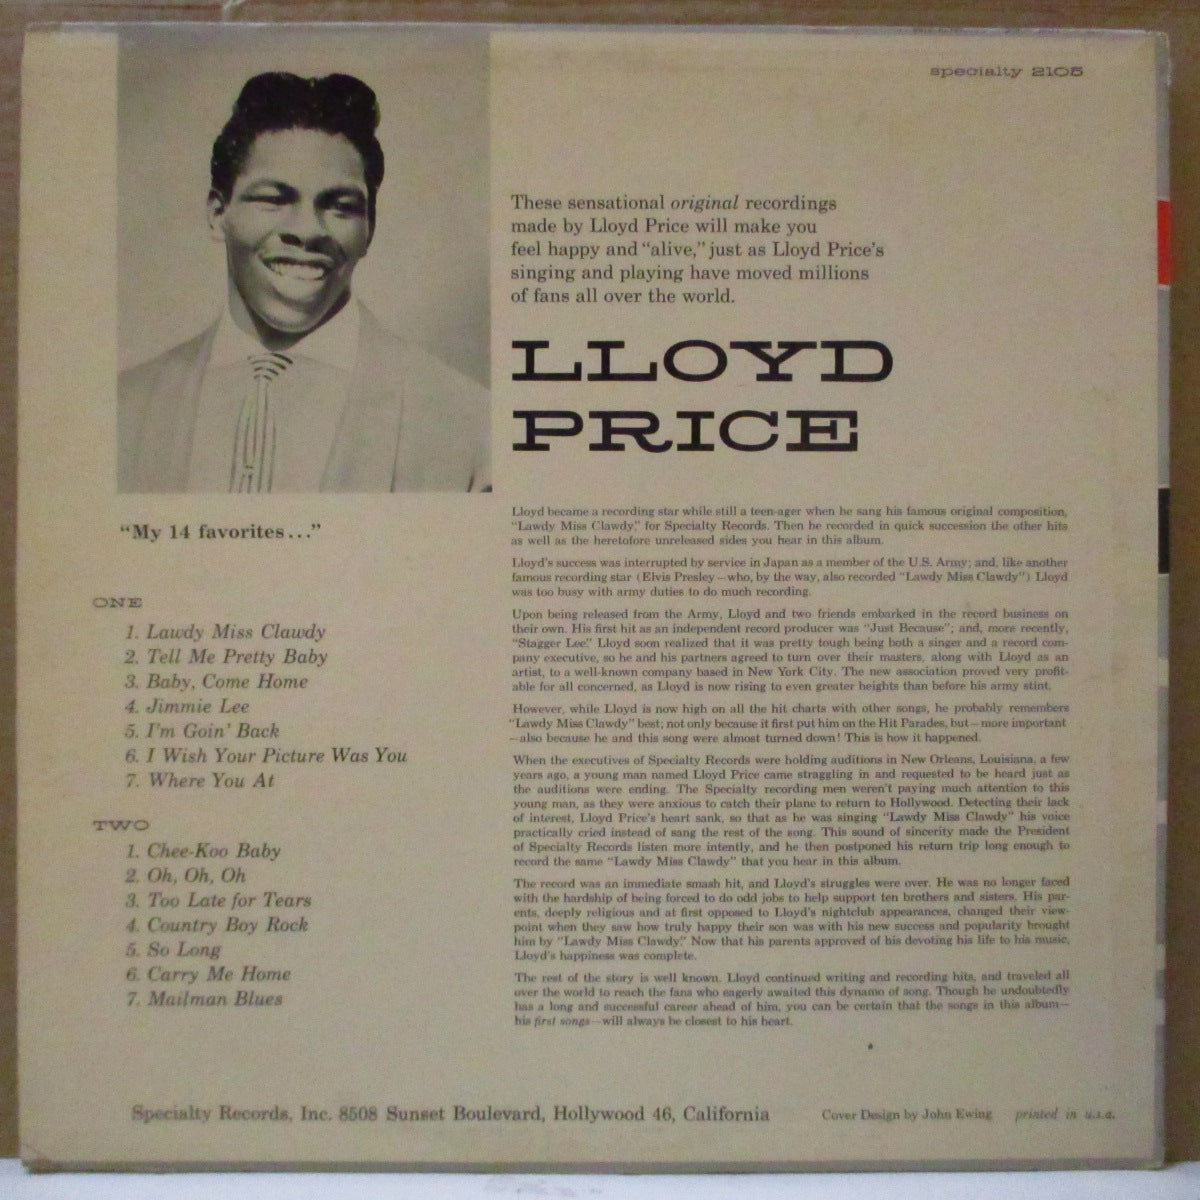 specialty 2105
These sensational original recordings
made by Lloyd Price will make you
feel happy and "alive," just as Lloyd Price's
singing and playing have moved millions
of fans all over the world.
LLOYD
PRICE
"My 14 favorites..."
ONE
1. Lawdy Miss Clawdy
2. Tell Me Pretty Baby
3. Baby, Come Home
4. Jimmie Lee
5. I'm Goin' Back
6. I Wish Your Picture Was You
7. Where You At
TWO
1. Chee-Koo Baby
2. Oh, Oh, Oh
3. Too Late for Tears
4. Country Boy Rock
5. So Long
6. Carry Me Home
7. Mailman Blues
Lloyd became a recording star while still a teen-ager when he sang his famous original composition,
"Lawdy Miss Clawdy," for Specialty Records. Then he recorded in quick succession the other hits
as well as the heretofore unreleased sides you hear in this album.
Lloyd's success was interrupted by service in Japan as a member of the U.S. Army; and, like another
famous recording star (Elvis Presley – who, by the way, also recorded "Lawdy Miss Clawdy") Lloyd
was too busy with army duties to do much recording.
Upon being released from the Army, Lloyd and two friends embarked in the record business on
their own. His first hit as an independent record producer was "Just Because"; and, more recently,
"Stagger Lee." Lloyd soon realized that it was pretty tough being both a singer and a record com-
pany executive, so he and his partners agreed to turn over their masters, along with Lloyd as an
artist, to a well-known company based in New York City. The new association proved very profit-
able for all concerned, as Lloyd is now rising to even greater heights than before his army stint.
However, while Lloyd is now high on all the hit charts with other songs, he probably remembers
"Lawdy Miss Clawdy" best; not only because it first put him on the Hit Parades, but – more important
– also because he and this song were almost turned down! This is how it happened.
When the executives of Specialty Records were holding auditions in New Orleans, Louisiana, a few
years ago, a young man named Lloyd Price came straggling in and requested to be heard just as
the auditions were ending. The Specialty recording men weren't paying much attention to this
young man, as they were anxious to catch their plane to return to Hollywood. Detecting their lack
of interest, Lloyd Price's heart sank, so that as he was singing "Lawdy Miss Clawdy" his voice
practically cried instead of sang the rest of the song. This sound of sincerity made the President
of Specialty Records listen more intently, and he then postponed his return trip long enough to
record the same "Lawdy Miss Clawdy" that you hear in this album.
The record was an immediate smash hit, and Lloyd's struggles were over. He was no longer faced
with the hardship of being forced to do odd jobs to help support ten brothers and sisters. His par-
ents, deeply religious and at first opposed to Lloyd's nightclub appearances, changed their view-
point when they saw how truly happy their son was with his new success and popularity brought
him by "Lawdy Miss Clawdy." Now that his parents approved of his devoting his life to his music,
Lloyd's happiness was complete.
The rest of the story is well known. Lloyd continued writing and recording hits, and traveled all
over the world to reach the fans who eagerly awaited this dynamo of song. Though he undoubtedly
has a long and successful career ahead of him, you can be certain that the songs in this album –
his first songs – will always be closest to his heart.
Specialty Records, Inc. 8508 Sunset Boulevard, Hollywood 46, California
Cover Design by John Ewing
printed in u.s.a.